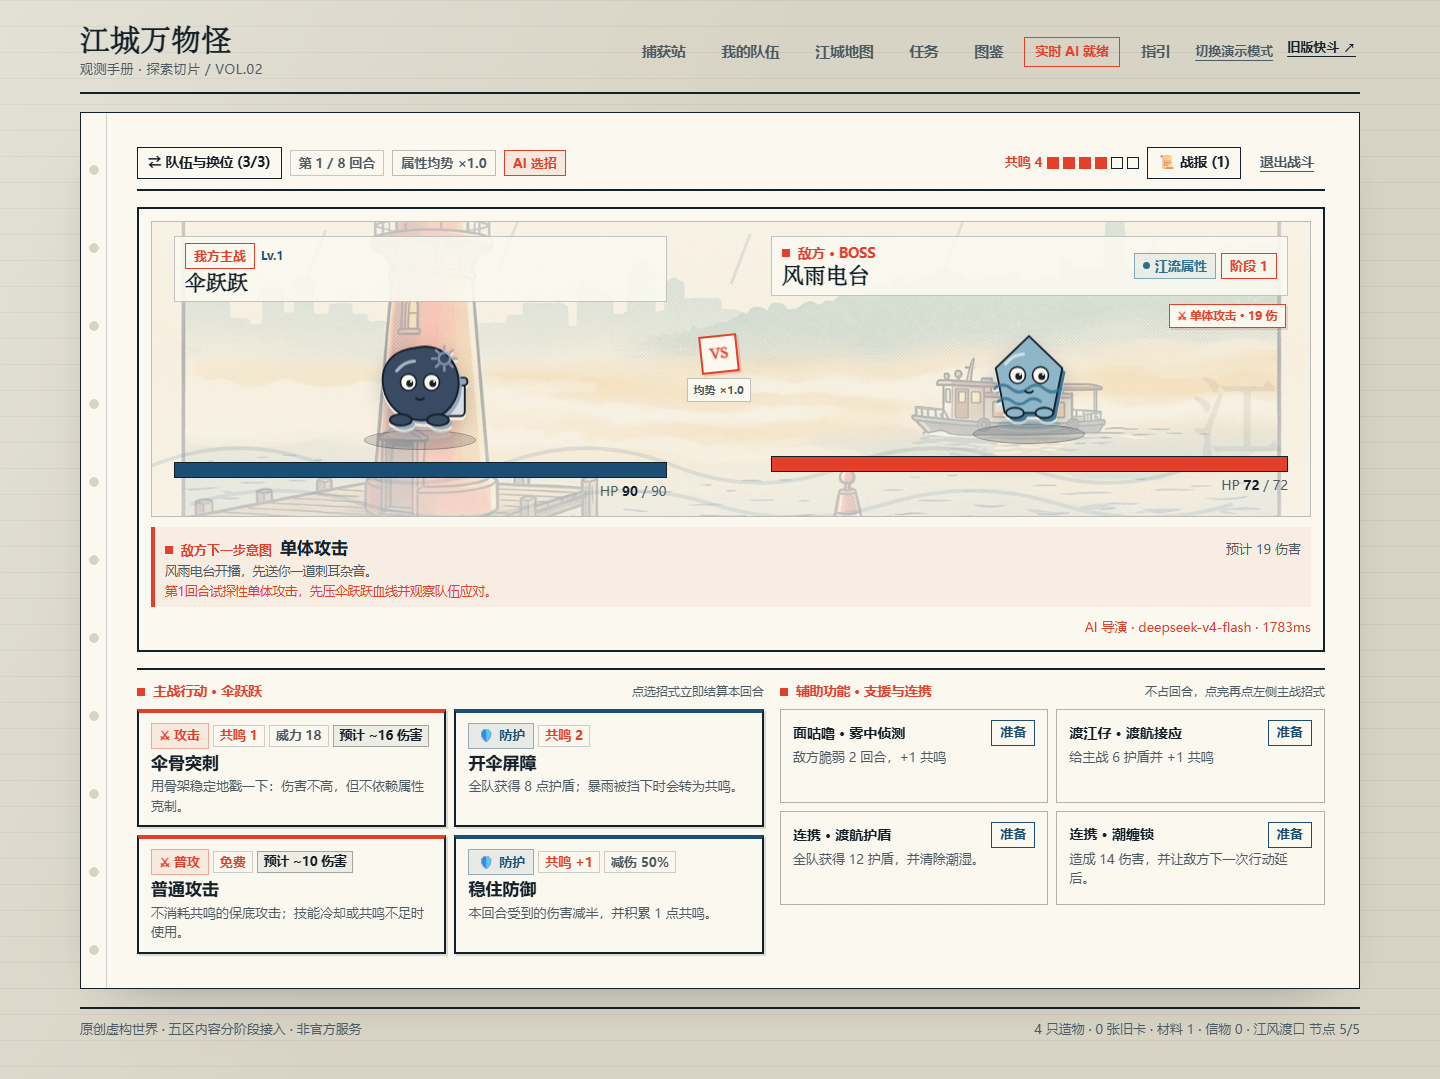 江城万物怪
观测手册 · 探索切片 / VOL.02
捕获站
我的队伍
江城地图
任务
图鉴
实时 AI 就绪
指引
切换演示模式
旧版快斗 ↗
⇄ 队伍与换位 (3/3)
第 1 / 8 回合
属性均势 ×1.0
AI 选招
共鸣 4
📜 战报 (1)
退出战斗
我方主战
Lv.1
伞跃跃
敌方 • BOSS
风雨电台
江流属性
阶段 1
⚔ 单体攻击 • 19 伤
VS
均势 ×1.0
江
HP 90 / 90
HP 72 / 72
敌方下一步意图 单体攻击
预计 19 伤害
风雨电台开播，先送你一道刺耳杂音。
第1回合试探性单体攻击，先压伞跃跃血线并观察队伍应对。
AI 导演 · deepseek-v4-flash · 1783ms
主战行动 • 伞跃跃
点选招式立即结算本回合
⚔ 攻击
共鸣 1
威力 18
预计 ~16 伤害
伞骨突刺
用骨架稳定地戳一下：伤害不高，但不依赖属性
克制。
防护
共鸣 2
开伞屏障
全队获得 8 点护盾；暴雨被挡下时会转为共鸣。
⚔ 普攻
免费
预计 ~10 伤害
普通攻击
不消耗共鸣的保底攻击；技能冷却或共鸣不足时
使用。
防护
共鸣 +1
减伤 50%
稳住防御
本回合受到的伤害减半，并积累 1 点共鸣。
辅助功能 • 支援与连携
不占回合，点完再点左侧主战招式
面咕噜 • 雾中侦测
准备
敌方脆弱 2 回合，+1 共鸣
渡江仔 • 渡航接应
准备
给主战 6 护盾并 +1 共鸣
连携 • 渡航护盾
准备
全队获得 12 护盾，并清除潮湿。
连携 • 潮缠锁
准备
造成 14 伤害，并让敌方下一次行动延
后。
原创虚构世界 · 五区内容分阶段接入 · 非官方服务
4 只造物 · 0 张旧卡 · 材料 1 · 信物 0 · 江风渡口 节点 5/5